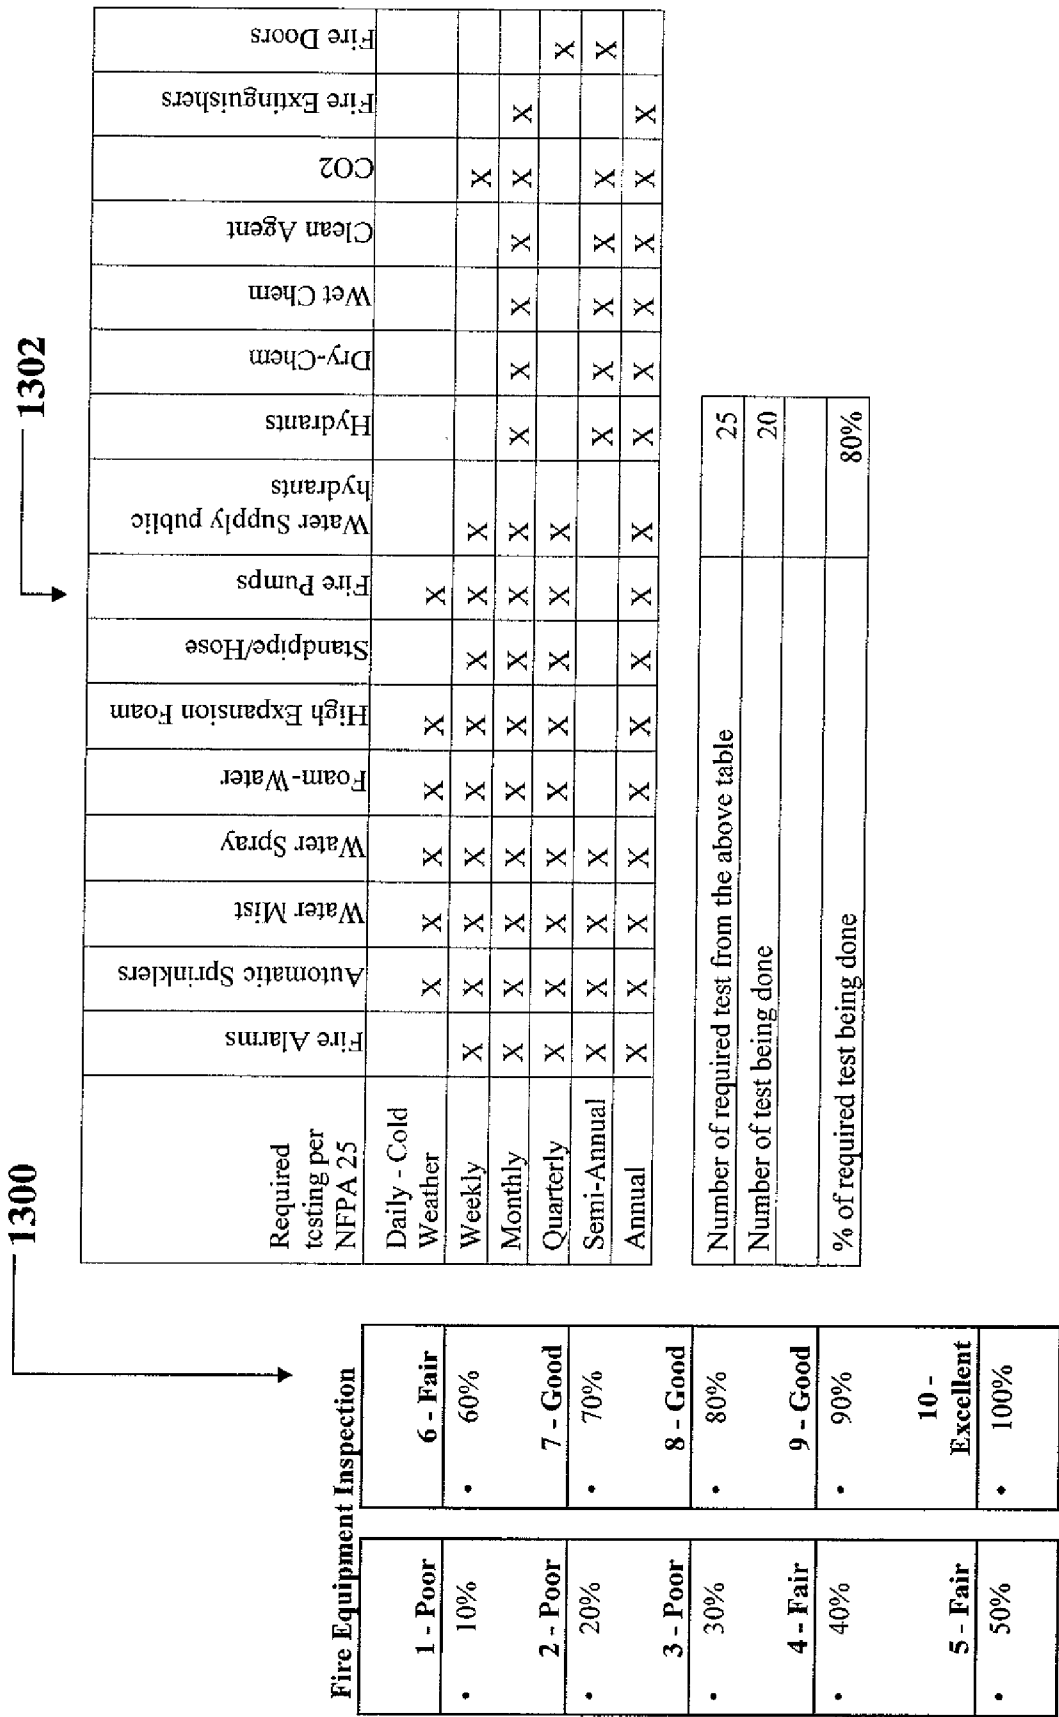 1300
1302
Fire Equipment Inspection
1 - Poor
• 10%
2 - Poor
• 20%
3 - Poor
• 30%
4 - Fair
• 40%
5 - Fair
• 50%
6 - Fair
• 60%
7 - Good
• 70%
8 - Good
• 80%
9 - Good
• 90%
10 -
Excellent
• 100%
Required
testing per
NFPA 25
Fire Alarms
Automatic Sprinklers
Water Mist
Water Spray
Foam-Water
High Expansion Foam
Standpipe/Hose
Fire Pumps
Water Supply public
hydrants
Hydrants
Dry-Chem
Wet Chem
Clean Agent
CO2
Fire Extinguishers
Fire Doors
Daily - Cold
Weather X X X X X X
Weekly X X X X X X X X X X
Monthly X X X X X X X X X X X X X X X
Quarterly X X X X X X X X X X
Semi-Annual X X X X X X X X X X
Annual X X X X X X X X X X X X X X X
Number of required test from the above table 25
Number of test being done 20
% of required test being done 80%